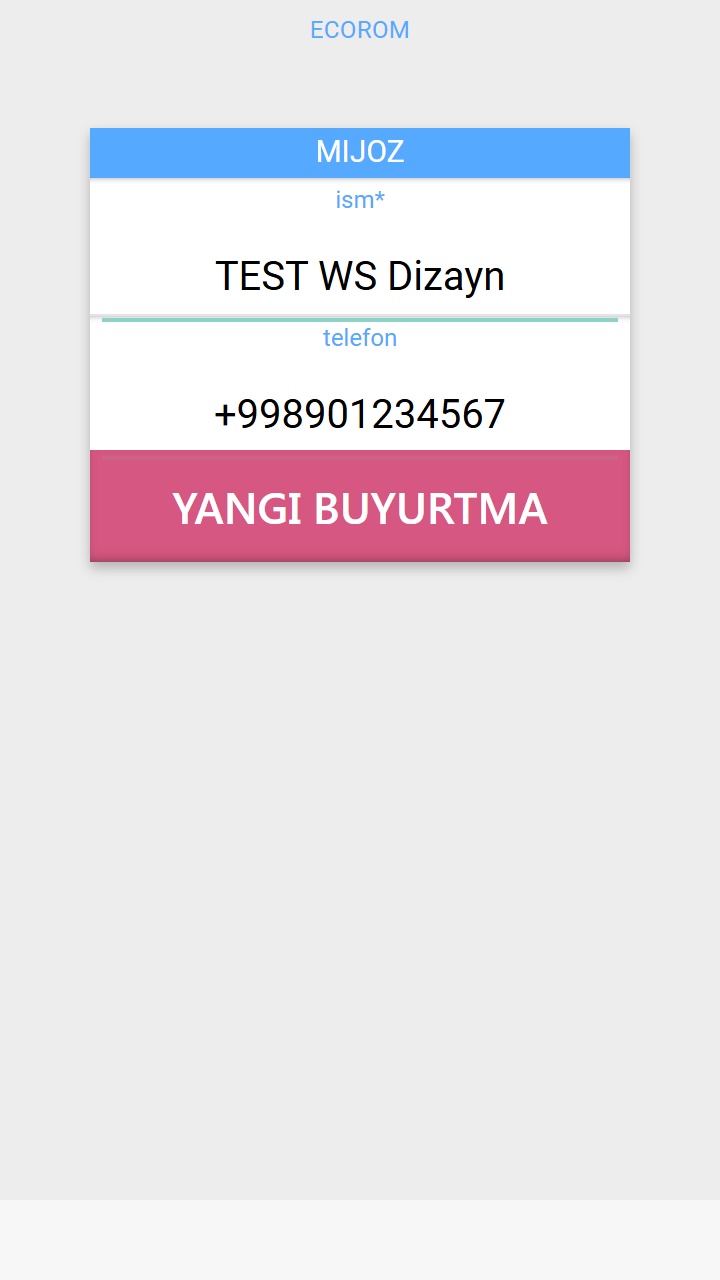 ECOROM
MIJOZ
ism*
TEST WS Dizayn
telefon
+998901234567
YANGI BUYURTMA